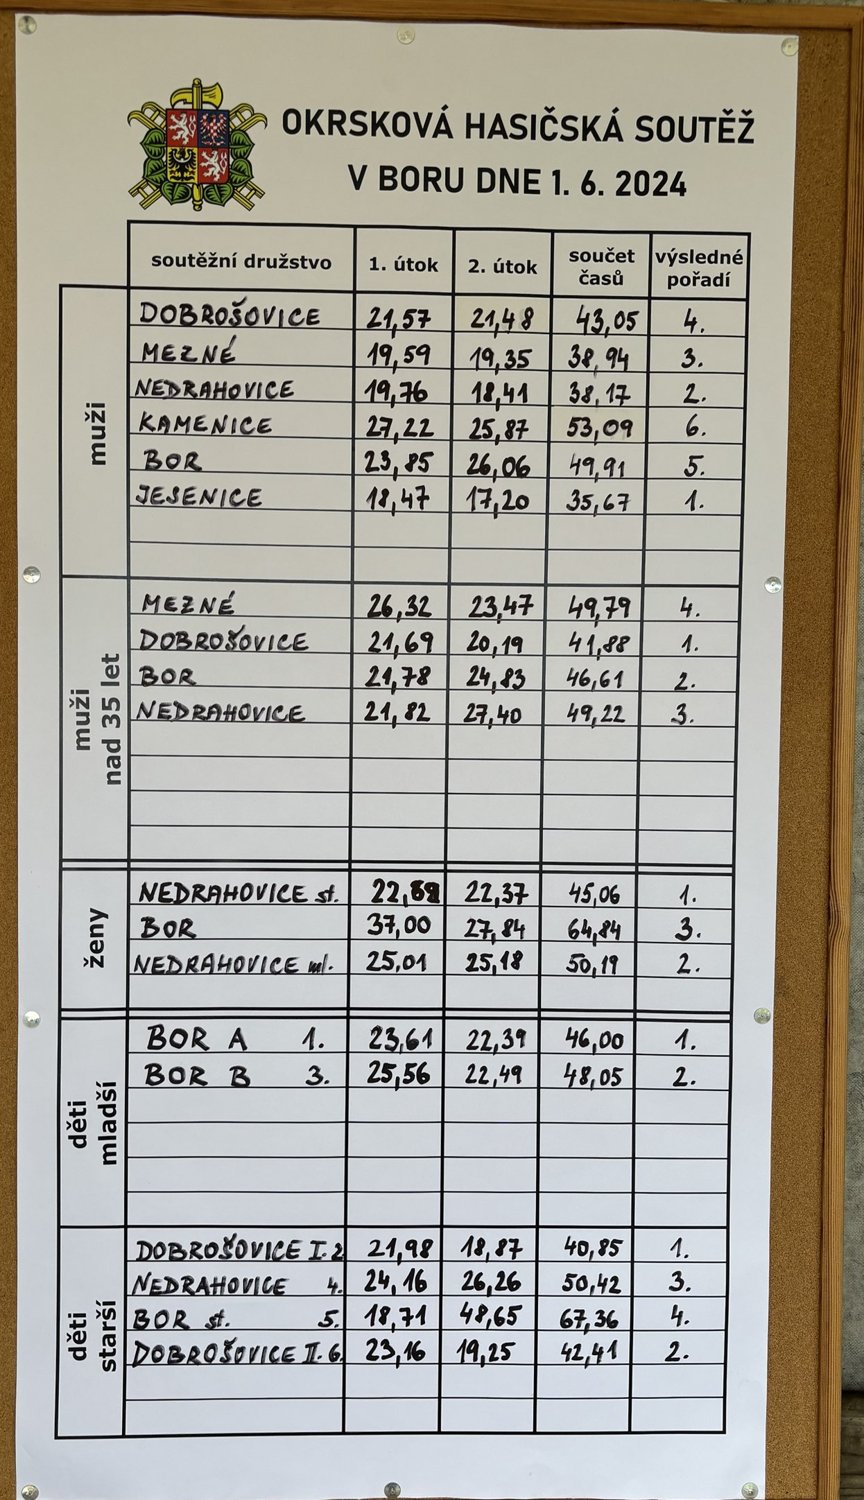 OKRSKOVÁ HASIČSKÁ SOUTĚŽ
V BORU DNE 1. 6. 2024
soutěžní družstvo 1. útok 2. útok součet časů výsledné pořadí
muži
DOBROŠOVICE 21,57 21,48 43,05 4.
MEZNÉ 19,59 19,35 38,94 3.
NEDRAHOVICE 19,76 18,41 38,17 2.
KAMENICE 27,22 25,87 53,09 6.
BOR 23,85 26,06 49,91 5.
JESENICE 18,47 17,20 35,67 1.
muži nad 35 let
MEZNÉ 26,32 23,47 49,79 4.
DOBROŠOVICE 21,69 20,19 41,88 1.
BOR 21,78 24,83 46,61 2.
NEDRAHOVICE 21,82 27,40 49,22 3.
ženy
NEDRAHOVICE st. 22,69 22,37 45,06 1.
BOR 37,00 27,84 64,84 3.
NEDRAHOVICE ml. 25.01 25,18 50,19 2.
děti mladší
BOR A 1. 23,61 22,39 46,00 1.
BOR B 3. 25,56 22,49 48,05 2.
děti starší
DOBROŠOVICE I. 2 21,98 18,87 40,85 1.
NEDRAHOVICE 4. 24,16 26,26 50,42 3.
BOR st. 5. 18,71 48,65 67,36 4.
DOBROŠOVICE II. 6. 23,16 19,25 42,41 2.